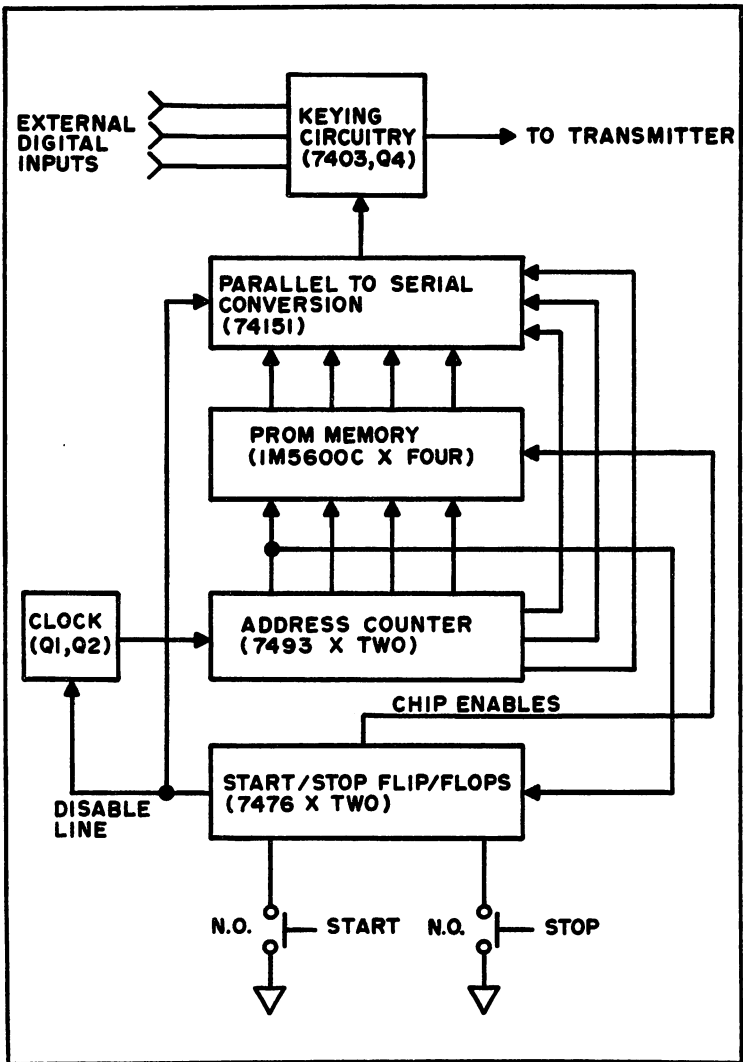 KEYING
CIRCUITRY
(7403,Q4)
EXTERNAL
DIGITAL
INPUTS
TO TRANSMITTER
PARALLEL TO SERIAL
CONVERSION
(74151)
PROM MEMORY
(IM5600C X FOUR)
CLOCK
(Q1,Q2)
ADDRESS COUNTER
(7493 X TWO)
CHIP ENABLES
START/STOP FLIP/FLOPS
(7476 X TWO)
DISABLE
LINE
N.O. START
N.O. STOP